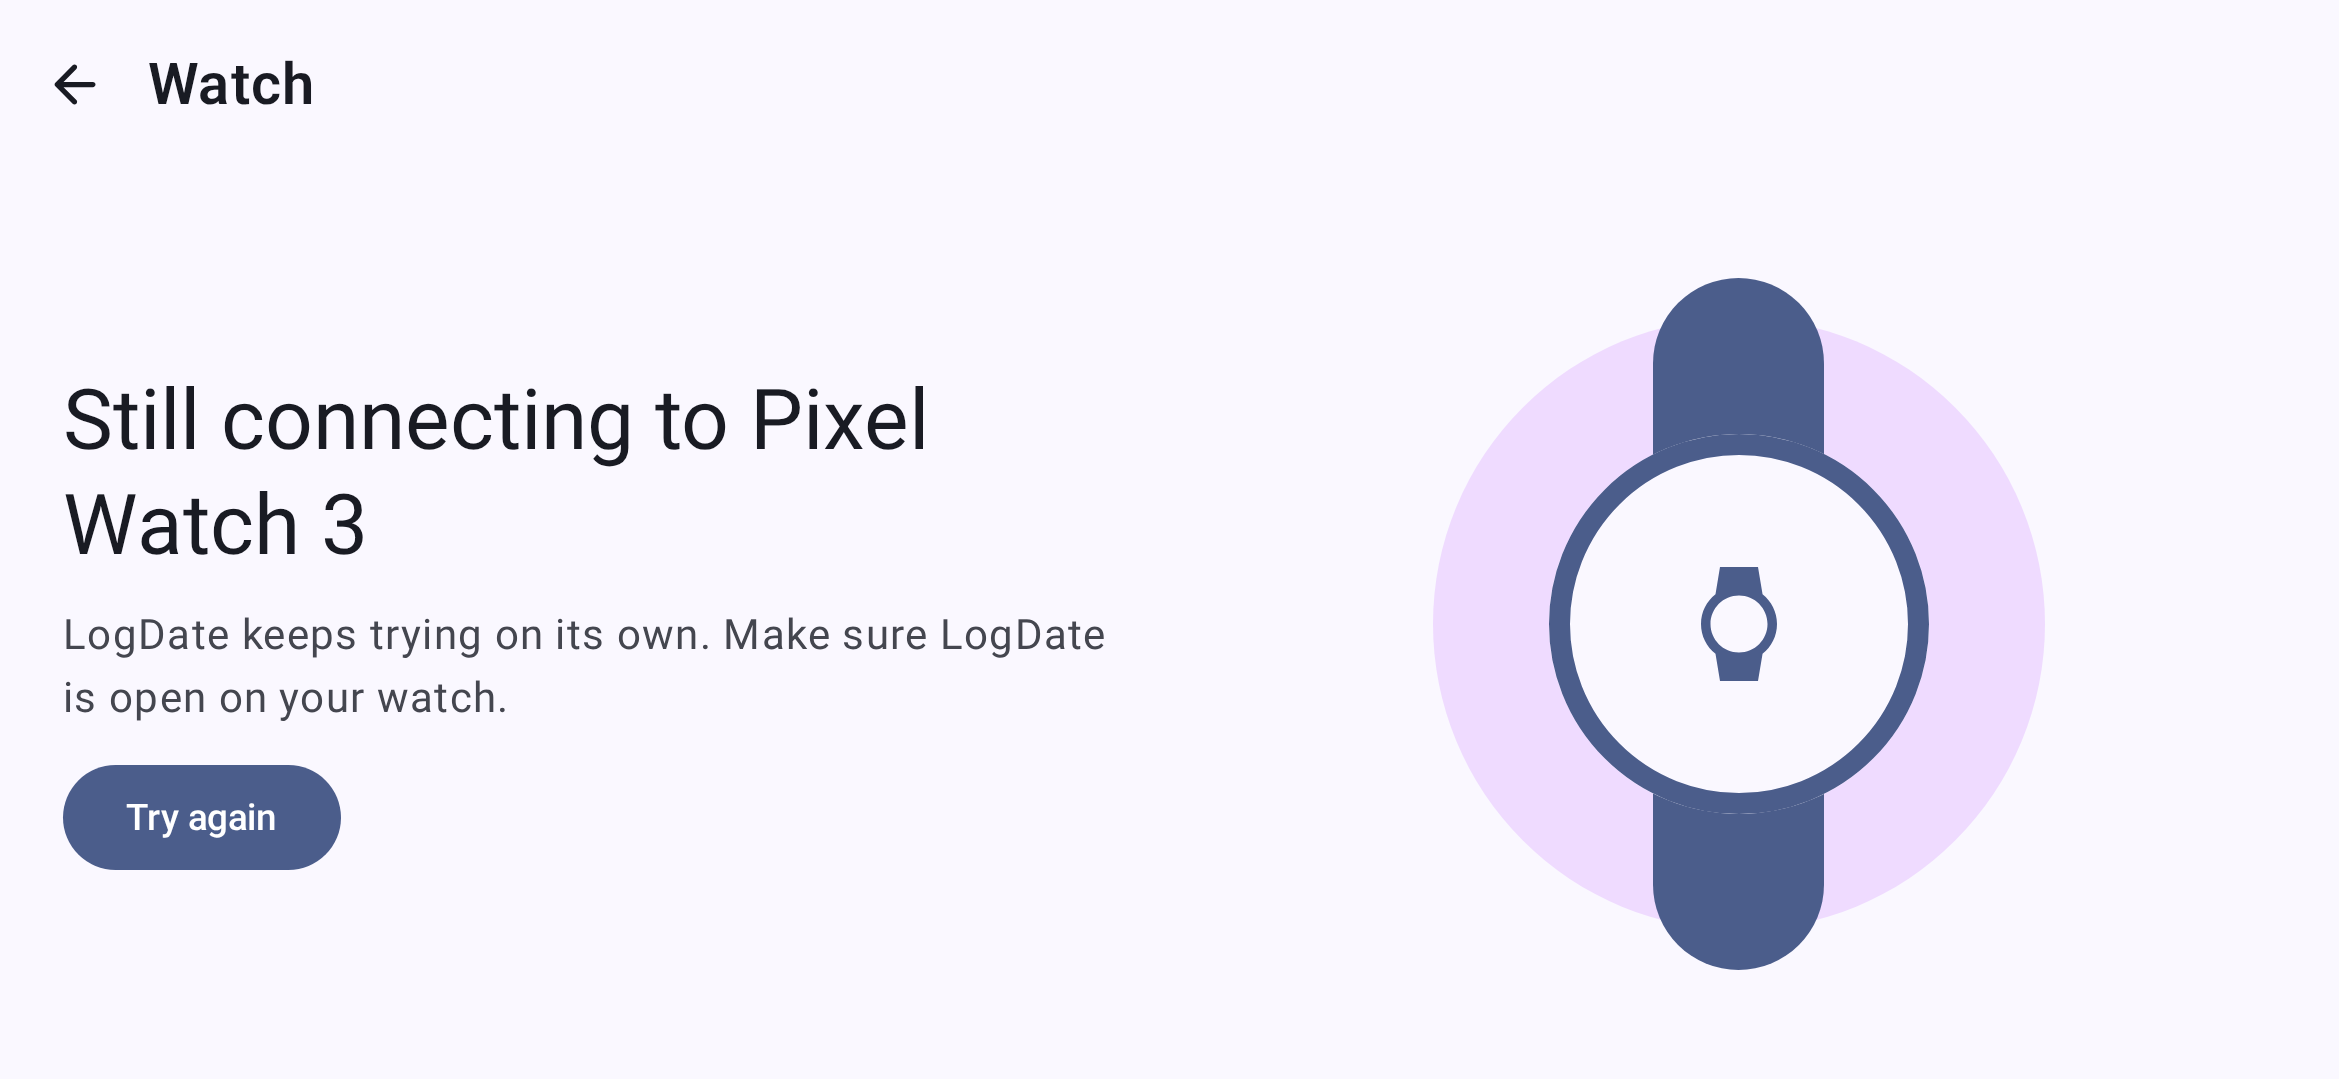 Watch
Still connecting to Pixel
Watch 3
LogDate keeps trying on its own. Make sure LogDate
is open on your watch.
Try again